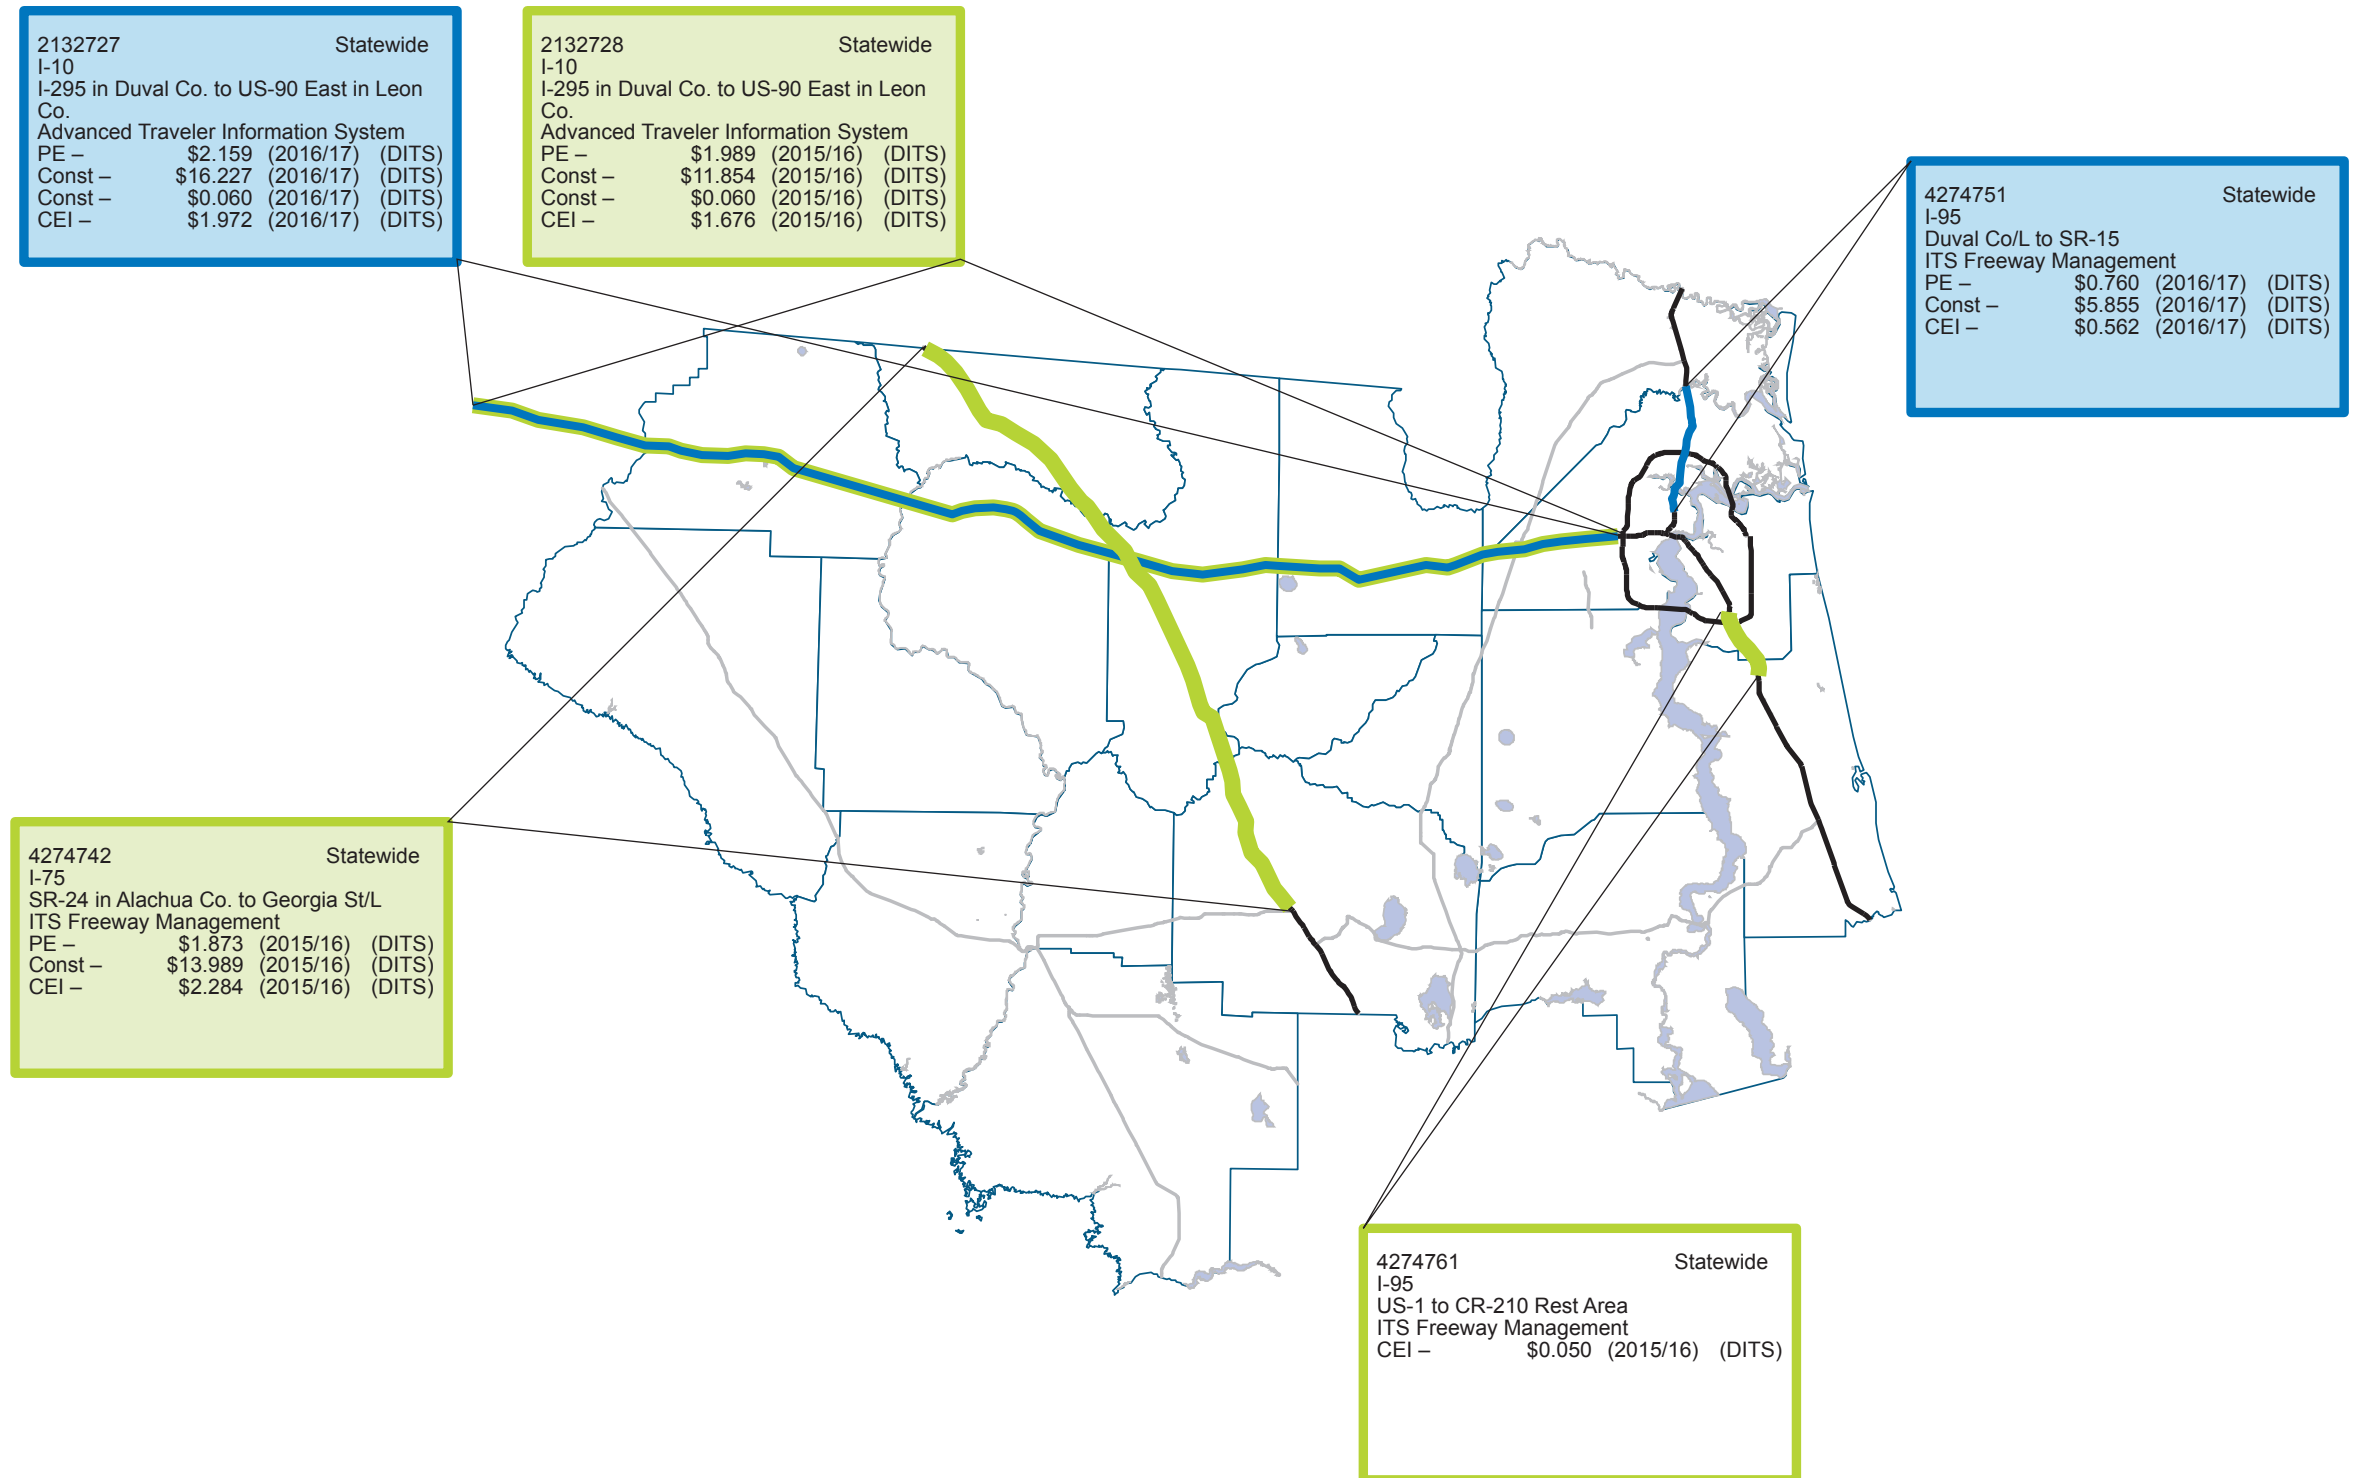 2132727 Statewide
I-10
I-295 in Duval Co. to US-90 East in Leon
Co.
Advanced Traveler Information System
PE – $2.159 (2016/17) (DITS)
Const – $16.227 (2016/17) (DITS)
Const – $0.060 (2016/17) (DITS)
CEI – $1.972 (2016/17) (DITS)
2132728 Statewide
I-10
I-295 in Duval Co. to US-90 East in Leon
Co.
Advanced Traveler Information System
PE – $1.989 (2015/16) (DITS)
Const – $11.854 (2015/16) (DITS)
Const – $0.060 (2015/16) (DITS)
CEI – $1.676 (2015/16) (DITS)
4274751 Statewide
I-95
Duval Co/L to SR-15
ITS Freeway Management
PE – $0.760 (2016/17) (DITS)
Const – $5.855 (2016/17) (DITS)
CEI – $0.562 (2016/17) (DITS)
4274742 Statewide
I-75
SR-24 in Alachua Co. to Georgia St/L
ITS Freeway Management
PE – $1.873 (2015/16) (DITS)
Const – $13.989 (2015/16) (DITS)
CEI – $2.284 (2015/16) (DITS)
4274761 Statewide
I-95
US-1 to CR-210 Rest Area
ITS Freeway Management
CEI – $0.050 (2015/16) (DITS)